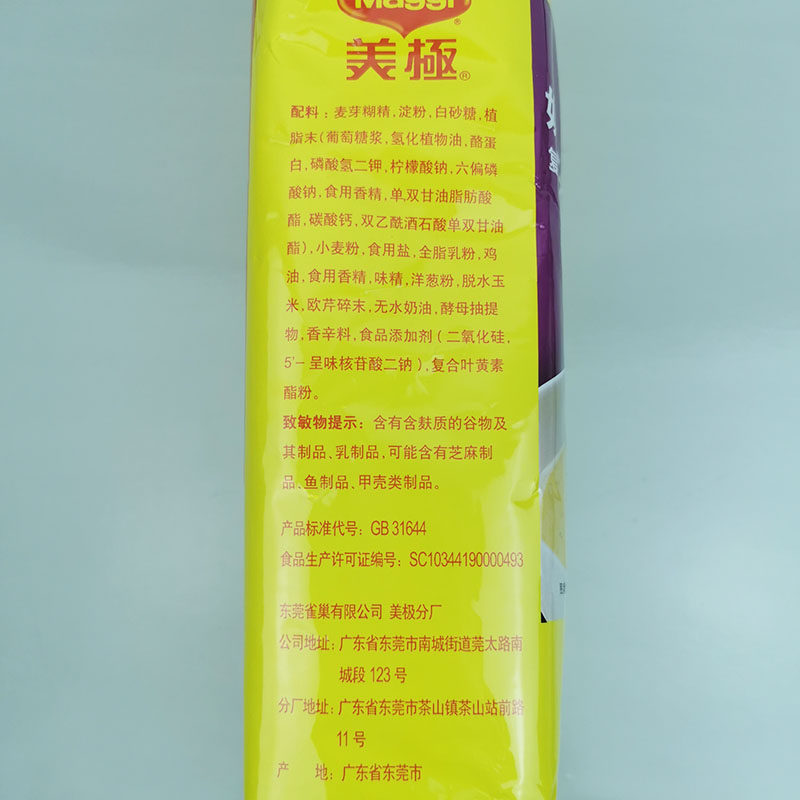 Maggi
®
美極®
配料：麦芽糊精，淀粉，白砂糖，植
脂末（葡萄糖浆，氢化植物油，酪蛋
白，磷酸氢二钾，柠檬酸钠，六偏磷
酸钠，食用香精，单，双甘油脂肪酸
酯，碳酸钙，双乙酰酒石酸单双甘油
酯），小麦粉，食用盐，全脂乳粉，鸡
油，食用香精，味精，洋葱粉，脱水玉
米，欧芹碎末，无水奶油，酵母抽提
物，香辛料，食品添加剂（二氧化硅，
5'-呈味核苷酸二钠），复合叶黄素
酯粉。
致敏物提示：含有含麸质的谷物及
其制品、乳制品，可能含有芝麻制
品、鱼制品、甲壳类制品。
产品标准代号：GB 31644
食品生产许可证编号：SC10344190000493
东莞雀巢有限公司 美极分厂
公司地址：广东省东莞市南城街道莞太路南
城段 123 号
分厂地址：广东省东莞市茶山镇茶山站前路
11 号
产 地：广东省东莞市